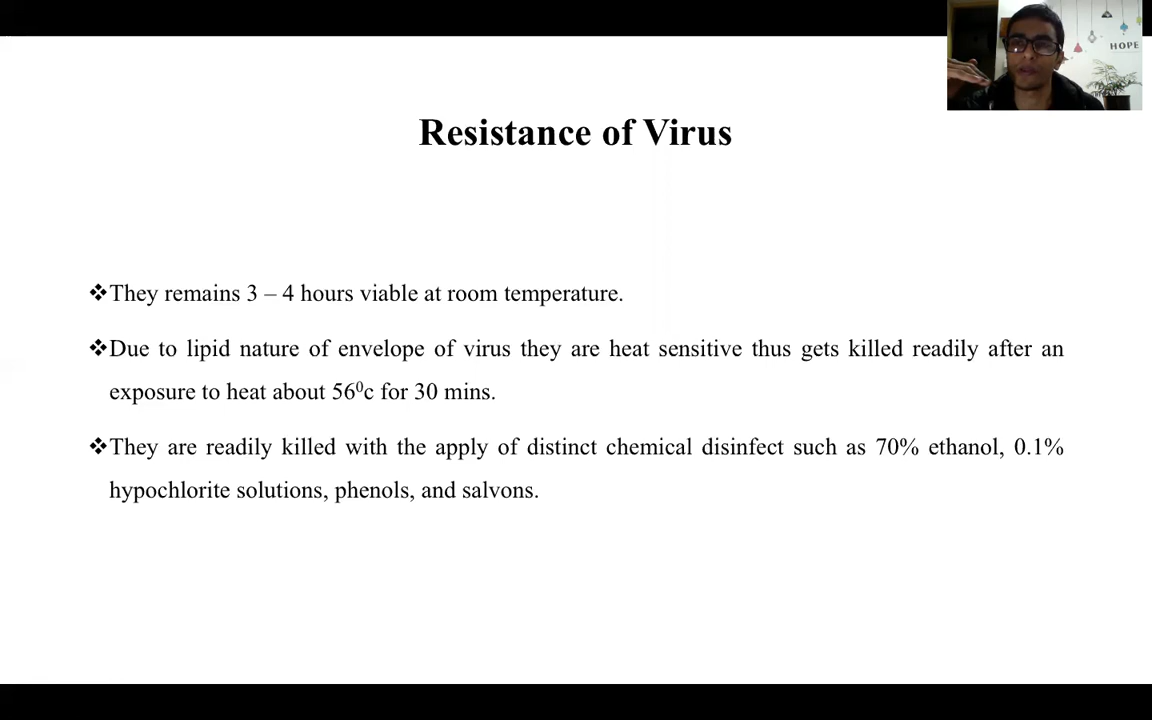 HOPE
Resistance of Virus
❖They remains 3 – 4 hours viable at room temperature.
❖Due to lipid nature of envelope of virus they are heat sensitive thus gets killed readily after an
exposure to heat about 56⁰c for 30 mins.
❖They are readily killed with the apply of distinct chemical disinfect such as 70% ethanol, 0.1%
hypochlorite solutions, phenols, and salvons.